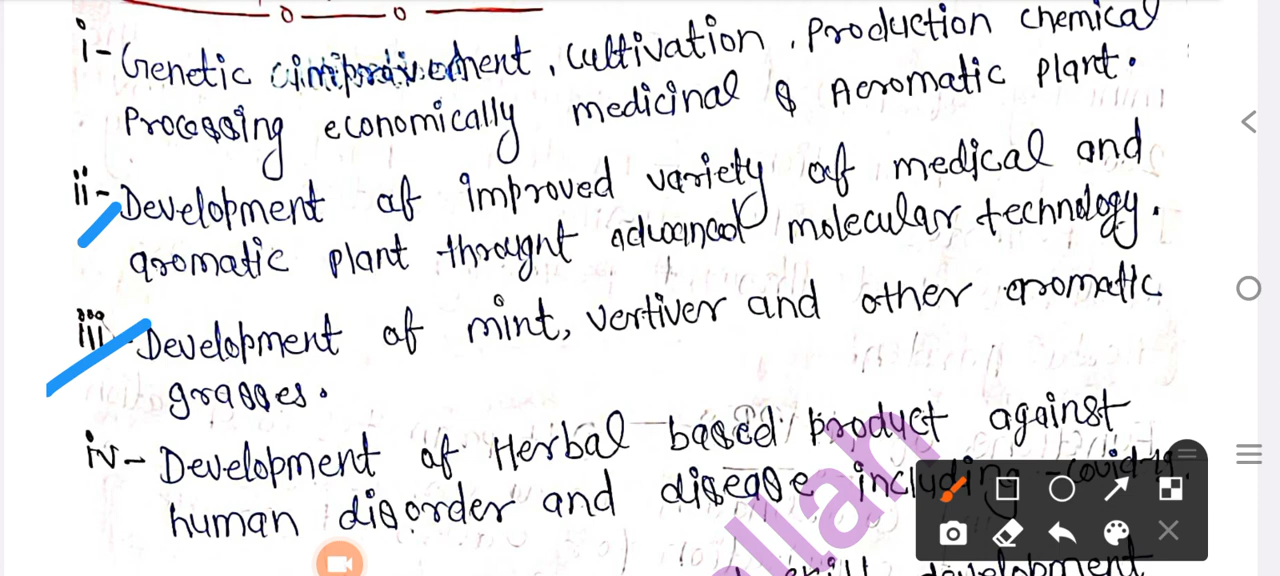 i- Genetic improvement, Cultivation, Production chemical
Processing economically medicinal & Aeromatic plant.
ii- Development of improved variety of medical and
aromatic plant throught advanced molecular technology.
iii- Development of mint, vertiver and other aromatic
grasses.
iv- Development of Herbal based product against
human disorder and disease including covid-19.
development